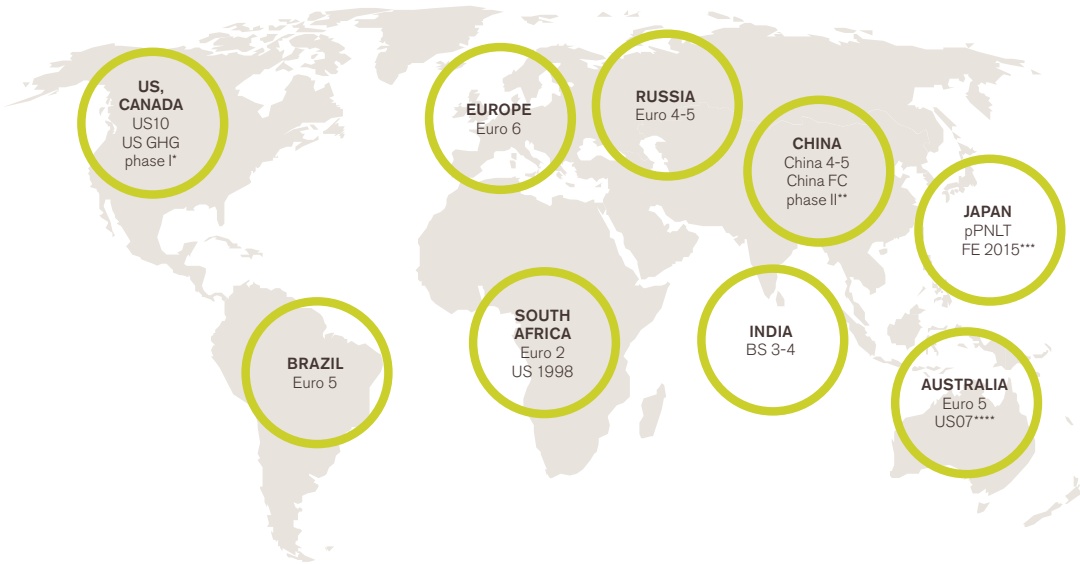 US,
CANADA
US10
US GHG
phase I*
EUROPE
Euro 6
RUSSIA
Euro 4-5
CHINA
China 4-5
China FC
phase II**
JAPAN
pPNLT
FE 2015***
BRAZIL
Euro 5
SOUTH
AFRICA
Euro 2
US 1998
INDIA
BS 3-4
AUSTRALIA
Euro 5
US07****